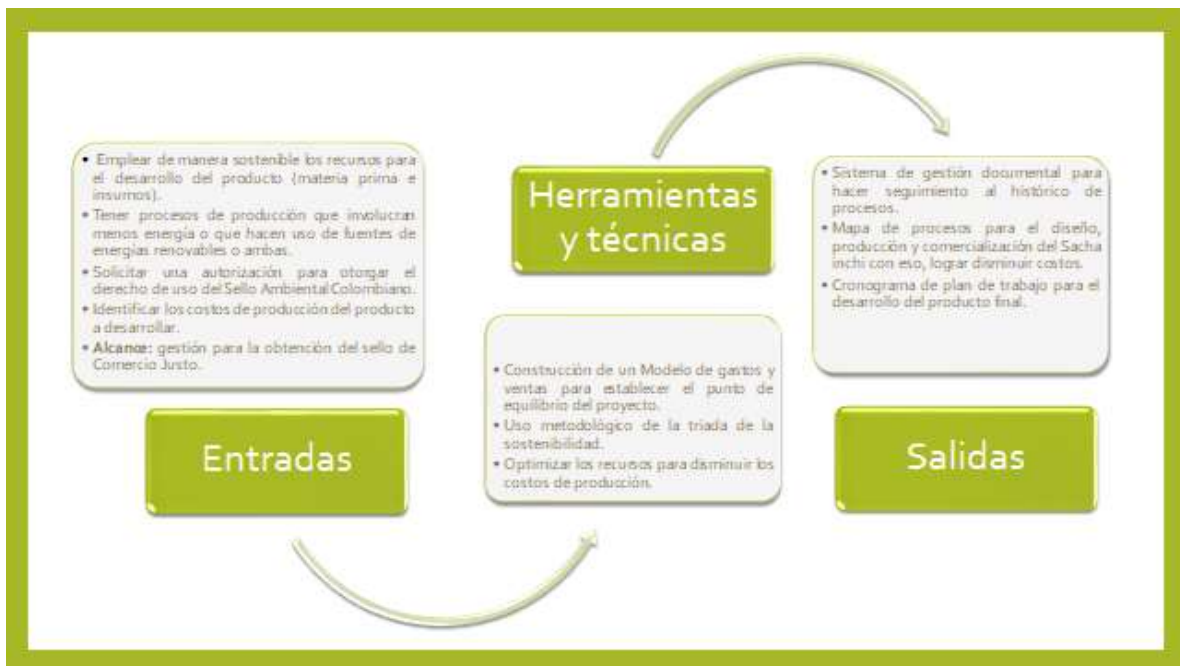 • Emplear de manera sostenible los recursos para
el desarrollo del producto (materia prima e
insumos).
• Tener procesos de producción que involucran
menos energía o que hacen uso de fuentes de
energías renovables o ambas.
• Solicitar una autorización para otorgar el
derecho de uso del Sello Ambiental Colombiano.
• Identificar los costos de producción del producto
a desarrollar.
• Alcance: gestión para la obtención del sello de
Comercio Justo.
Entradas
Herramientas
y técnicas
• Construcción de un Modelo de gastos y
ventas para establecer el punto de
equilibrio del proyecto.
• Uso metodológico de la triada de la
sostenibilidad.
• Optimizar los recursos para disminuir los
costos de producción.
• Sistema de gestión documental para
hacer seguimiento al histórico de
procesos.
• Mapa de procesos para el diseño,
producción y comercialización del Sacha
inchi con eso, lograr disminuir costos.
• Cronograma de plan de trabajo para el
desarrollo del producto final.
Salidas